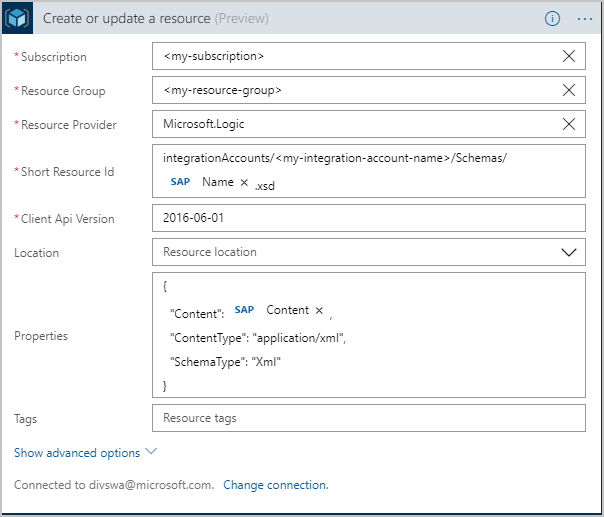 Create or update a resource (Preview)
* Subscription <my-subscription>
* Resource Group <my-resource-group>
* Resource Provider Microsoft.Logic
* Short Resource Id integrationAccounts/<my-integration-account-name>/Schemas/
SAP Name × .xsd
* Client Api Version 2016-06-01
Location Resource location
Properties
{
"Content": SAP Content × ,
"ContentType": "application/xml",
"SchemaType": "Xml"
}
Tags Resource tags
Show advanced options
Connected to divswa@microsoft.com. Change connection.